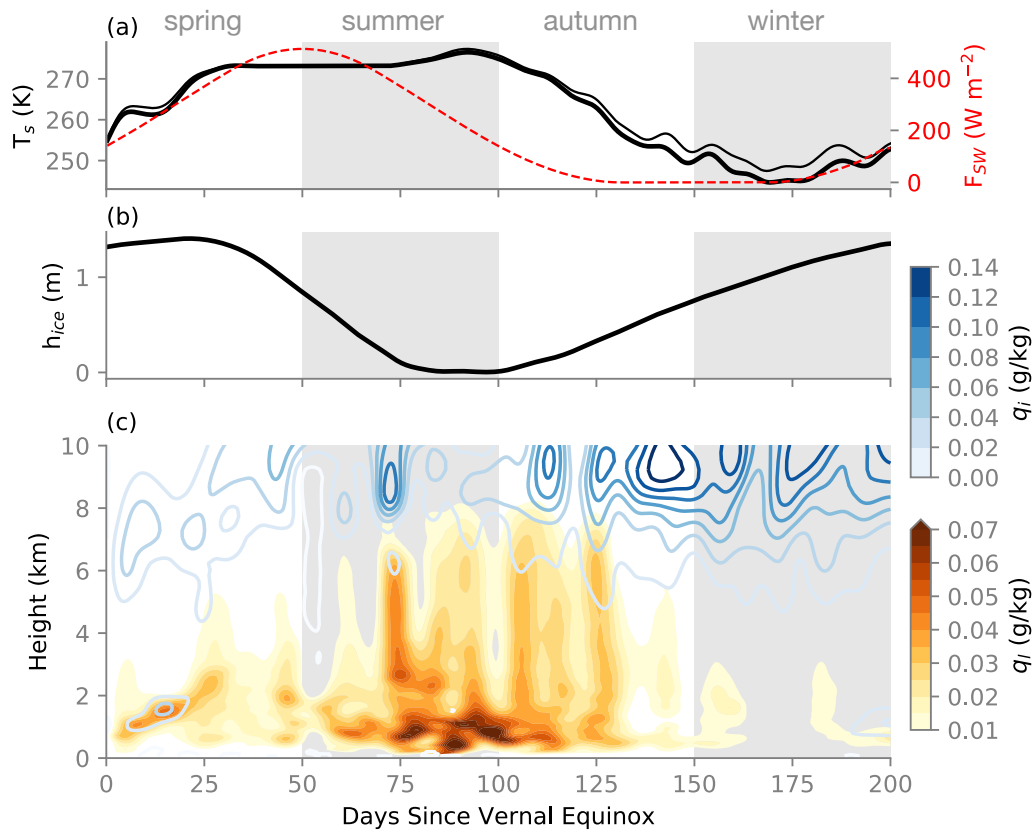 spring summer autumn winter
(a)
T_s (K)
270
260
250
400
200
0
F_SW (W m⁻²)
(b)
h_ice (m)
1
0
(c)
Height (km)
10
8
6
4
2
0
0 25 50 75 100 125 150 175 200
Days Since Vernal Equinox
0.14
0.12
0.10
0.08
0.06
0.04
0.02
0.00
q_i (g/kg)
0.07
0.06
0.05
0.04
0.03
0.02
0.01
q_l (g/kg)